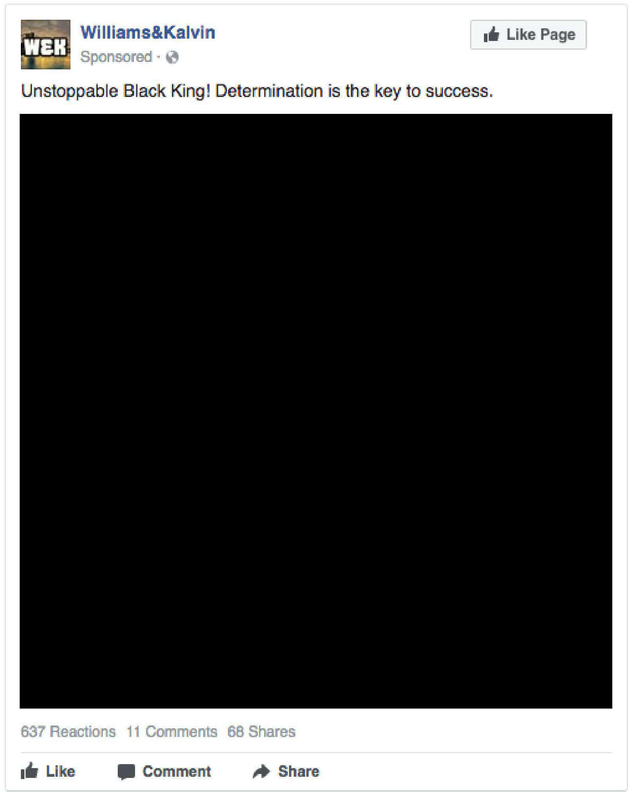 W&K
Williams&Kalvin
Like Page
Sponsored ·
Unstoppable Black King! Determination is the key to success.
637 Reactions 11 Comments 68 Shares
Like Comment Share